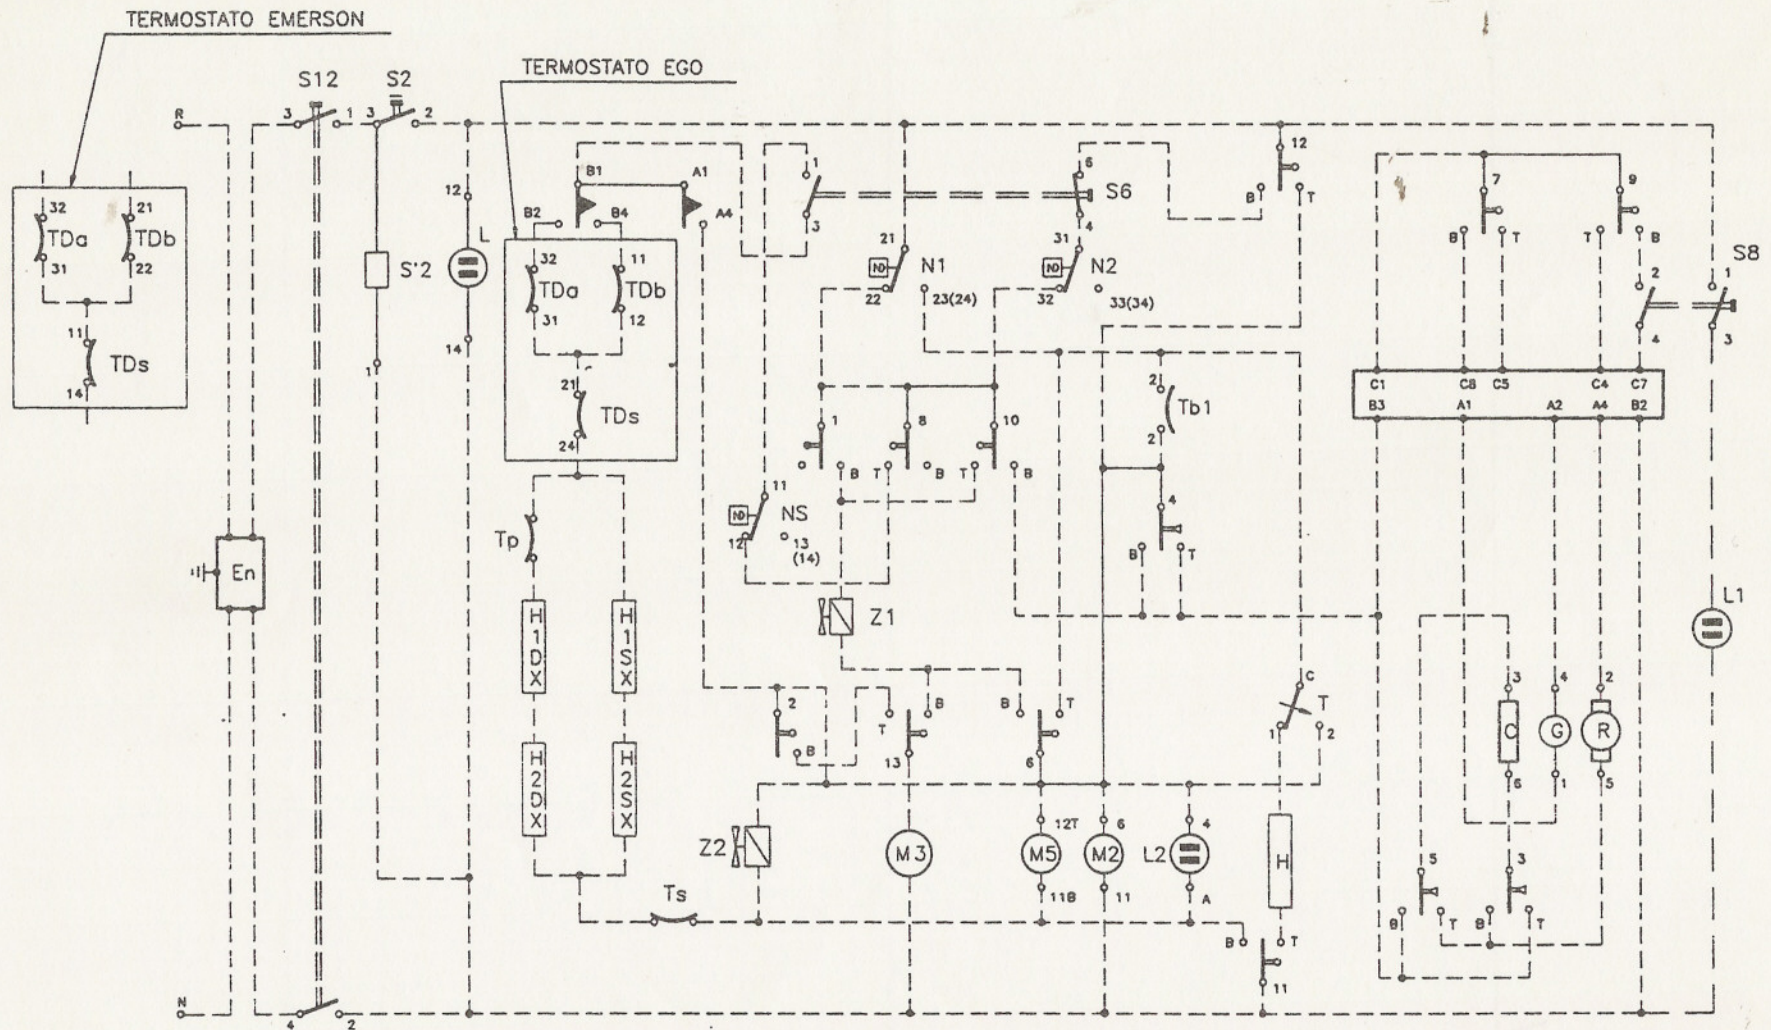 TERMOSTATO EMERSON
TERMOSTATO EGO
S12
S2
R
3
1
3
2
12
B1
A1
1
6
S6
12
7
9
32
21
TDa
TDb
31
22
11
TDs
14
12
L
S'2
14
1
B2
B4
A4
32
11
TDa
TDb
31
12
21
TDs
24
3
4
21
ND
N1
22
23(24)
31
ND
N2
32
33(34)
B
T
B
T
T
B
2
4
1
3
S8
C1
C8
C5
C4
C7
B3
A1
A2
A4
B2
2
Tb1
2
1
8
10
B
T
B
T
B
11
ND
NS
12
13
(14)
4
B
T
Tp
En
H1DX
H1SX
H2DX
H2SX
Z1
L1
2
B
T
B
13
B
T
6
C
T
1
2
3
4
2
C
G
R
6
1
5
Z2
M3
12T
M5
11B
6
M2
11
L2
4
A
H
Ts
B
T
11
5
3
B
T
B
T
N
4
2